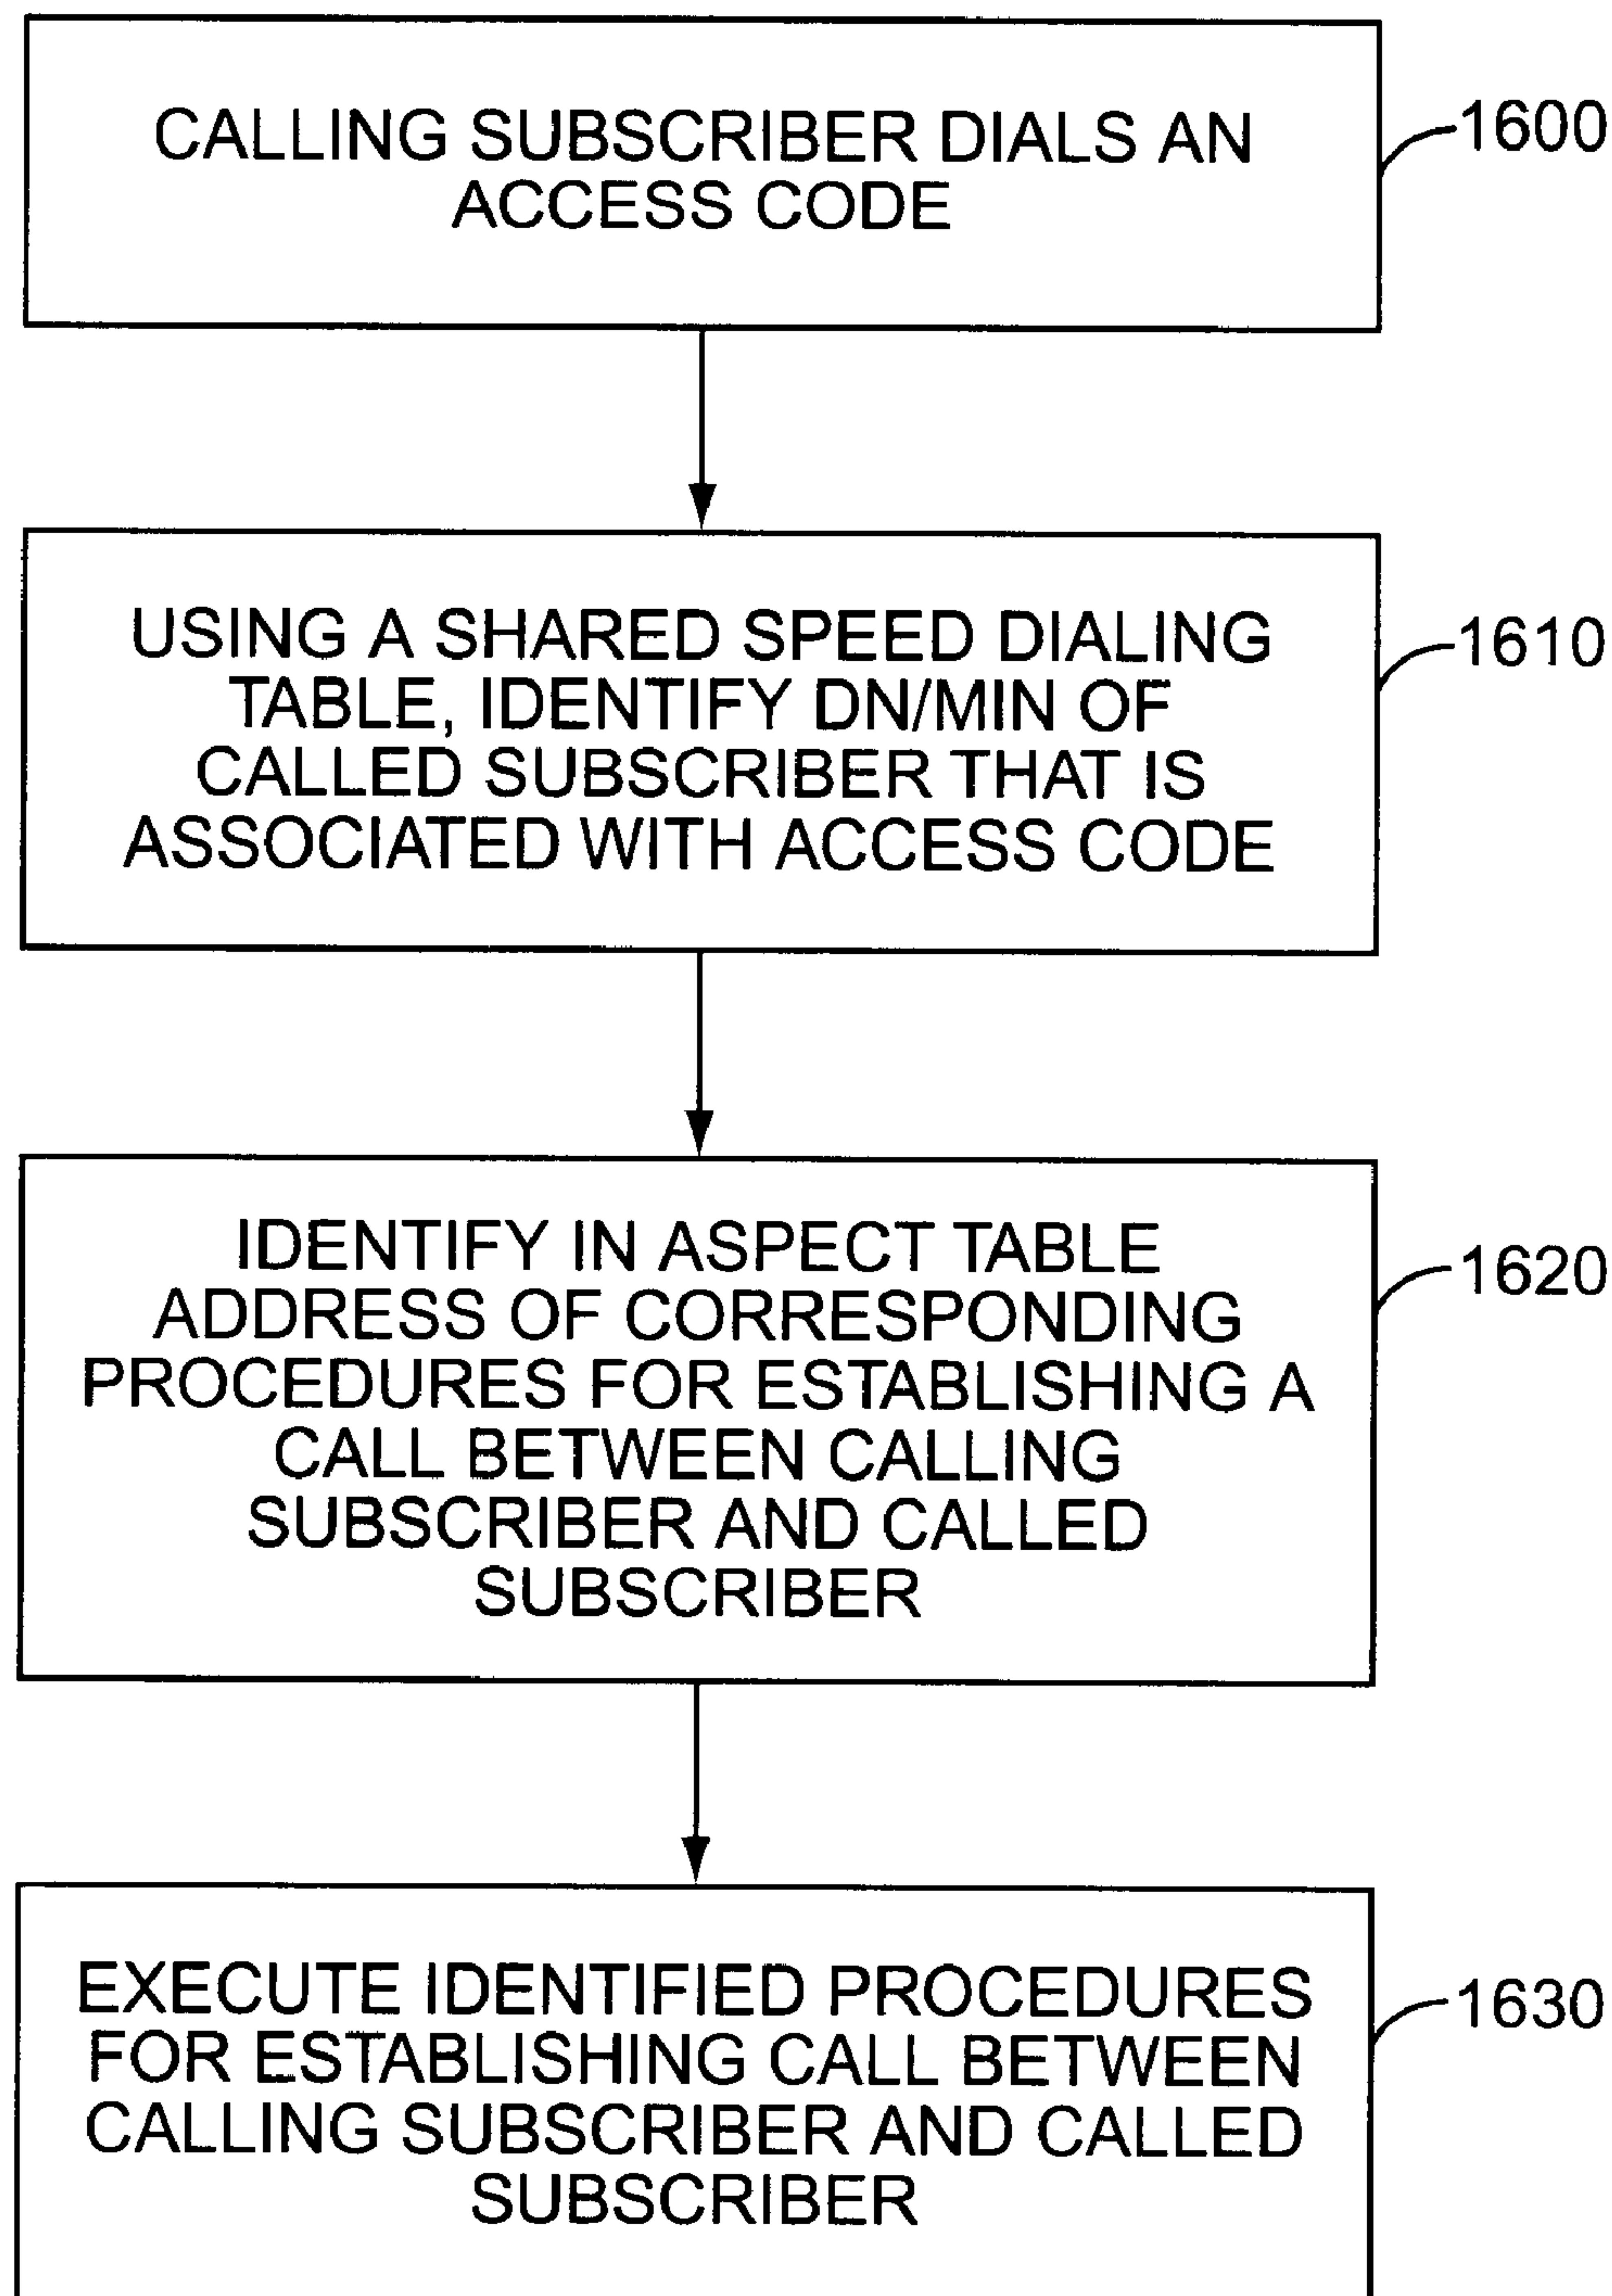 CALLING SUBSCRIBER DIALS AN
ACCESS CODE
1600
USING A SHARED SPEED DIALING
TABLE, IDENTIFY DN/MIN OF
CALLED SUBSCRIBER THAT IS
ASSOCIATED WITH ACCESS CODE
1610
IDENTIFY IN ASPECT TABLE
ADDRESS OF CORRESPONDING
PROCEDURES FOR ESTABLISHING A
CALL BETWEEN CALLING
SUBSCRIBER AND CALLED
SUBSCRIBER
1620
EXECUTE IDENTIFIED PROCEDURES
FOR ESTABLISHING CALL BETWEEN
CALLING SUBSCRIBER AND CALLED
SUBSCRIBER
1630